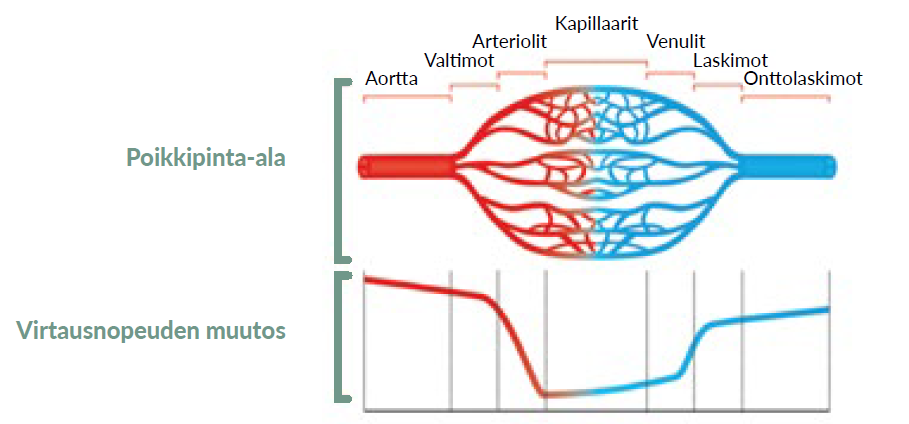 Kapillaarit
Arteriolit
Venulit
Valtimot
Laskimot
Aortta
Onttolaskimot
Poikkipinta-ala
Virtausnopeuden muutos